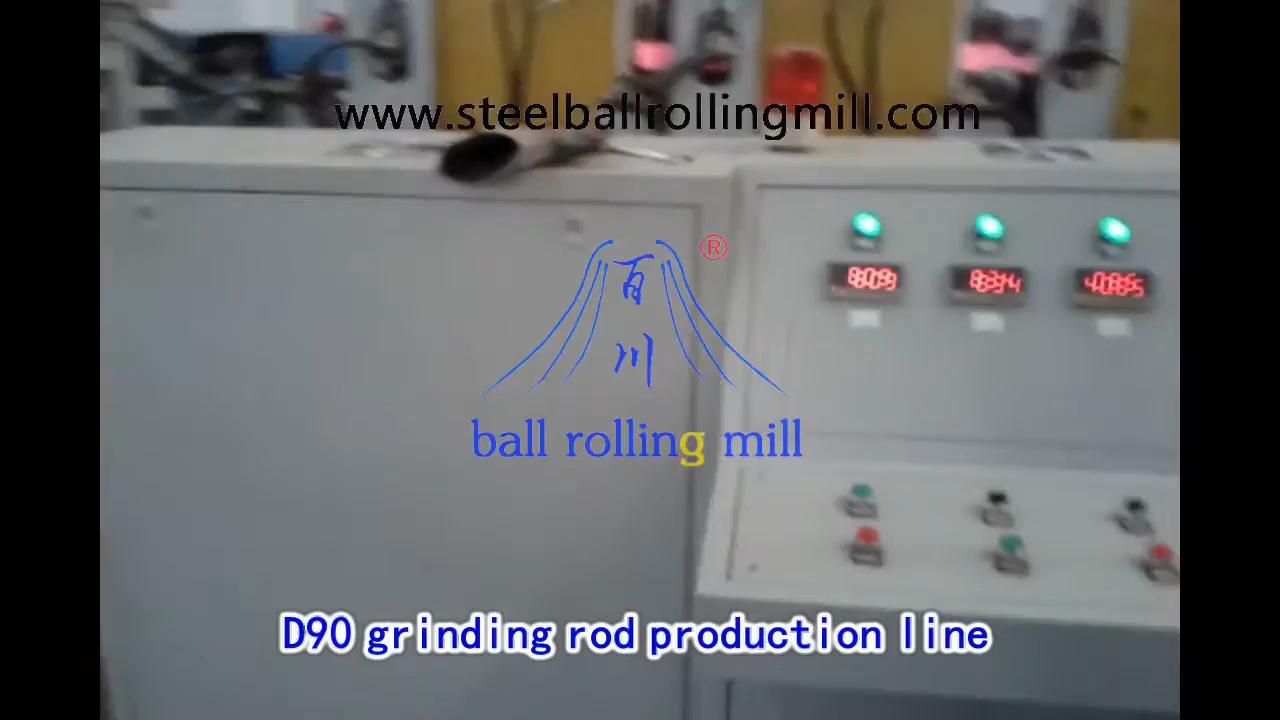 www.steelballrollingmill.com
®
百
川
ball rolling mill
D90 grinding rod production line